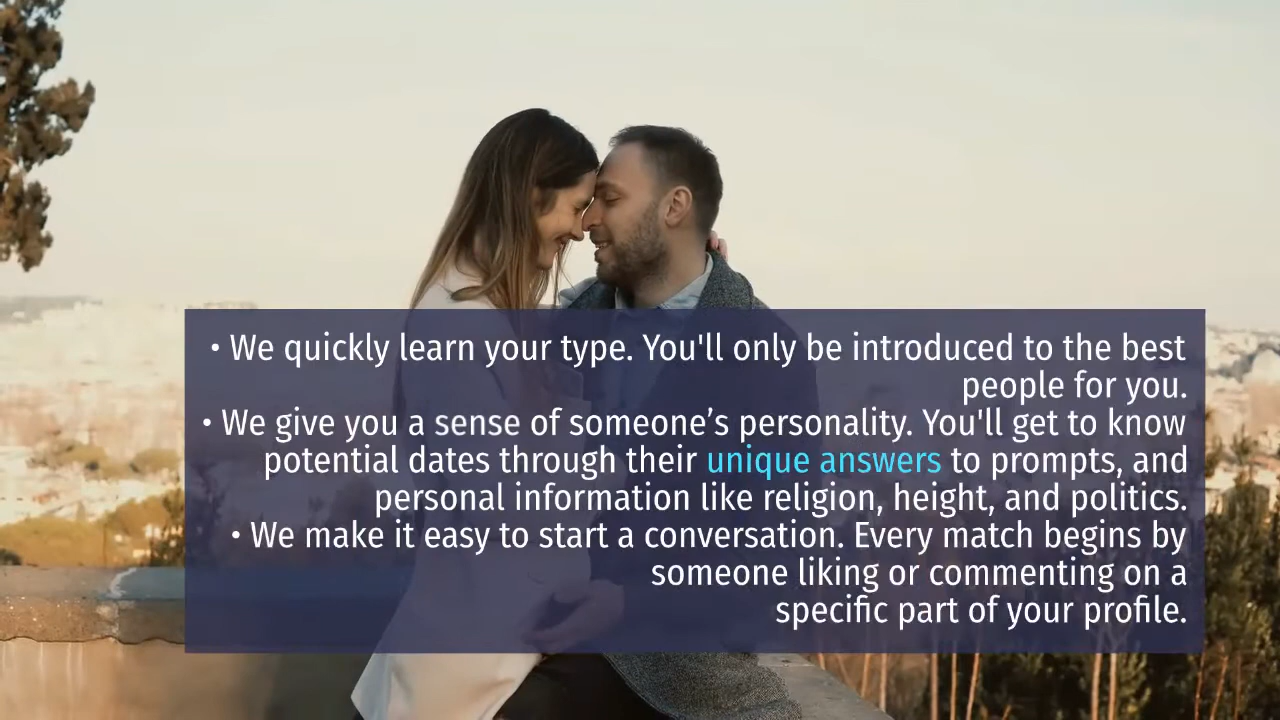 • We quickly learn your type. You'll only be introduced to the best
people for you.
• We give you a sense of someone’s personality. You'll get to know
potential dates through their unique answers to prompts, and
personal information like religion, height, and politics.
• We make it easy to start a conversation. Every match begins by
someone liking or commenting on a
specific part of your profile.